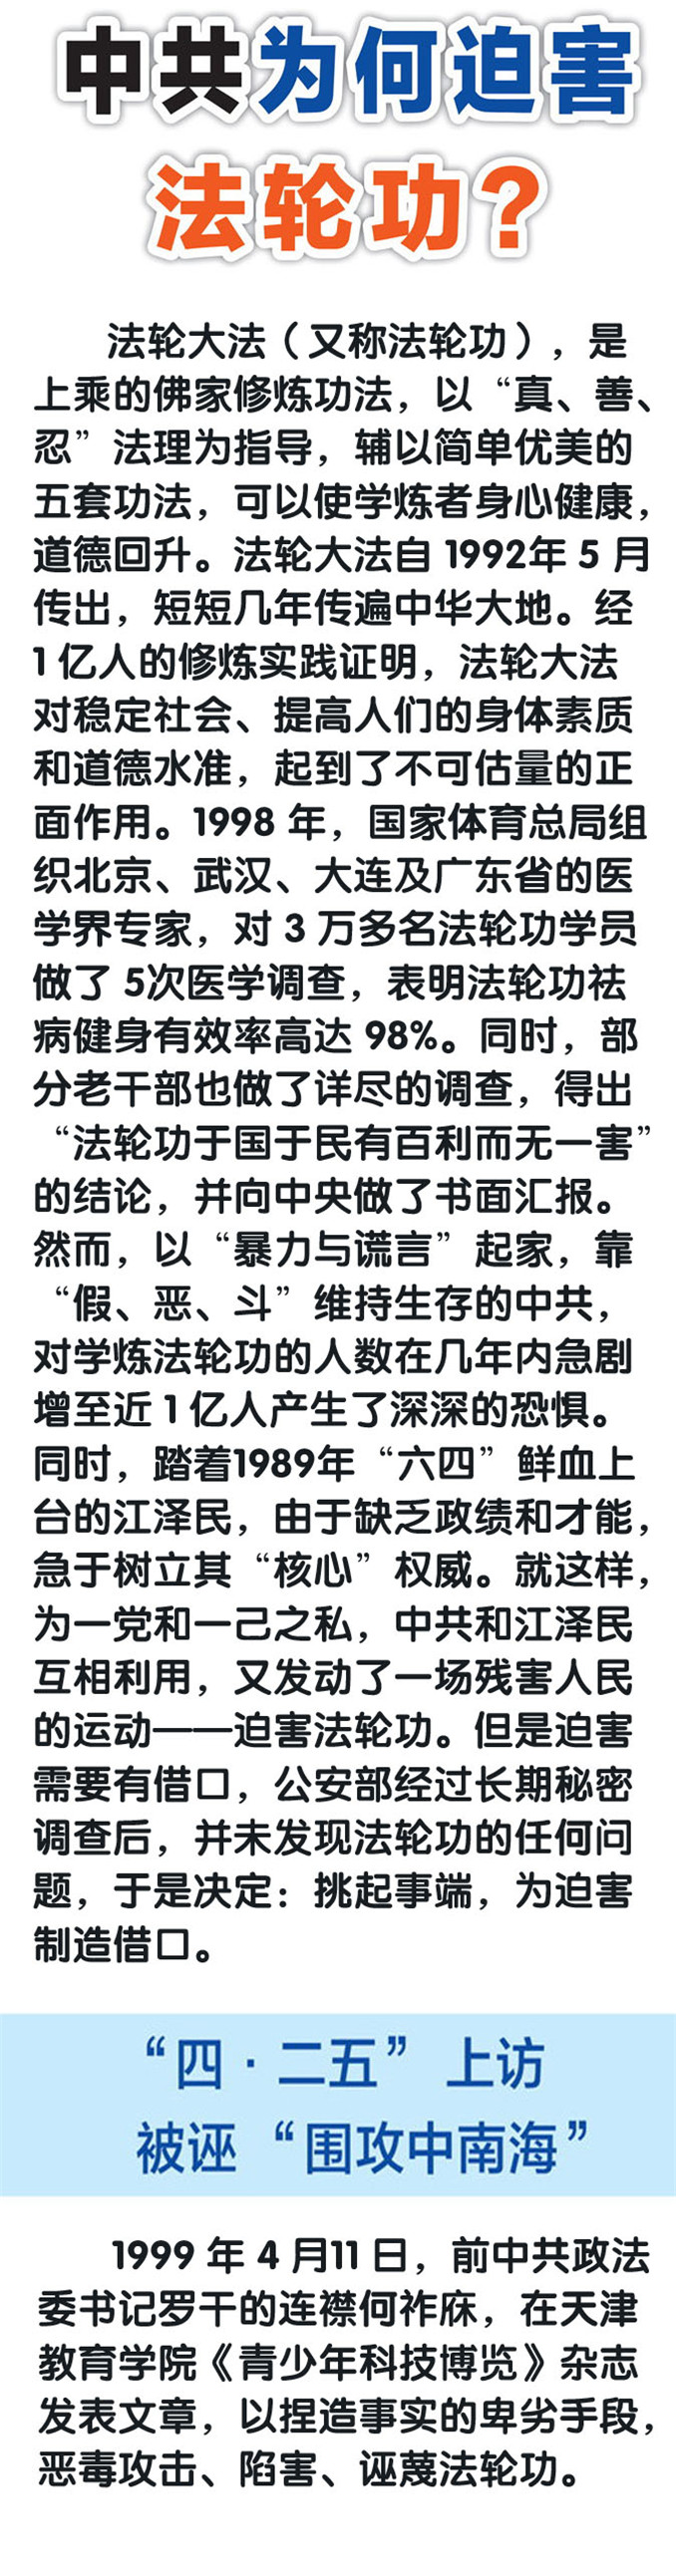 中共为何迫害
法轮功?
法轮大法（又称法轮功），是
上乘的佛家修炼功法，以“真、善、
忍”法理为指导，辅以简单优美的
五套功法，可以使学炼者身心健康，
道德回升。法轮大法自 1992年 5 月
传出，短短几年传遍中华大地。经
1 亿人的修炼实践证明，法轮大法
对稳定社会、提高人们的身体素质
和道德水准，起到了不可估量的正
面作用。1998 年，国家体育总局组
织北京、武汉、大连及广东省的医
学界专家，对 3 万多名法轮功学员
做了 5次医学调查，表明法轮功祛
病健身有效率高达 98%。同时，部
分老干部也做了详尽的调查，得出
“法轮功于国于民有百利而无一害”
的结论，并向中央做了书面汇报。
然而，以“暴力与谎言”起家，靠
“假、恶、斗”维持生存的中共，
对学炼法轮功的人数在几年内急剧
增至近 1 亿人产生了深深的恐惧。
同时，踏着1989年“六四”鲜血上
台的江泽民，由于缺乏政绩和才能，
急于树立其“核心”权威。就这样，
为一党和一己之私，中共和江泽民
互相利用，又发动了一场残害人民
的运动——迫害法轮功。但是迫害
需要有借口，公安部经过长期秘密
调查后，并未发现法轮功的任何问
题，于是决定：挑起事端，为迫害
制造借口。
“四·二五”上访
被诬“围攻中南海”
1999 年 4 月11 日，前中共政法
委书记罗干的连襟何祚庥，在天津
教育学院《青少年科技博览》杂志
发表文章，以捏造事实的卑劣手段，
恶毒攻击、陷害、诬蔑法轮功。